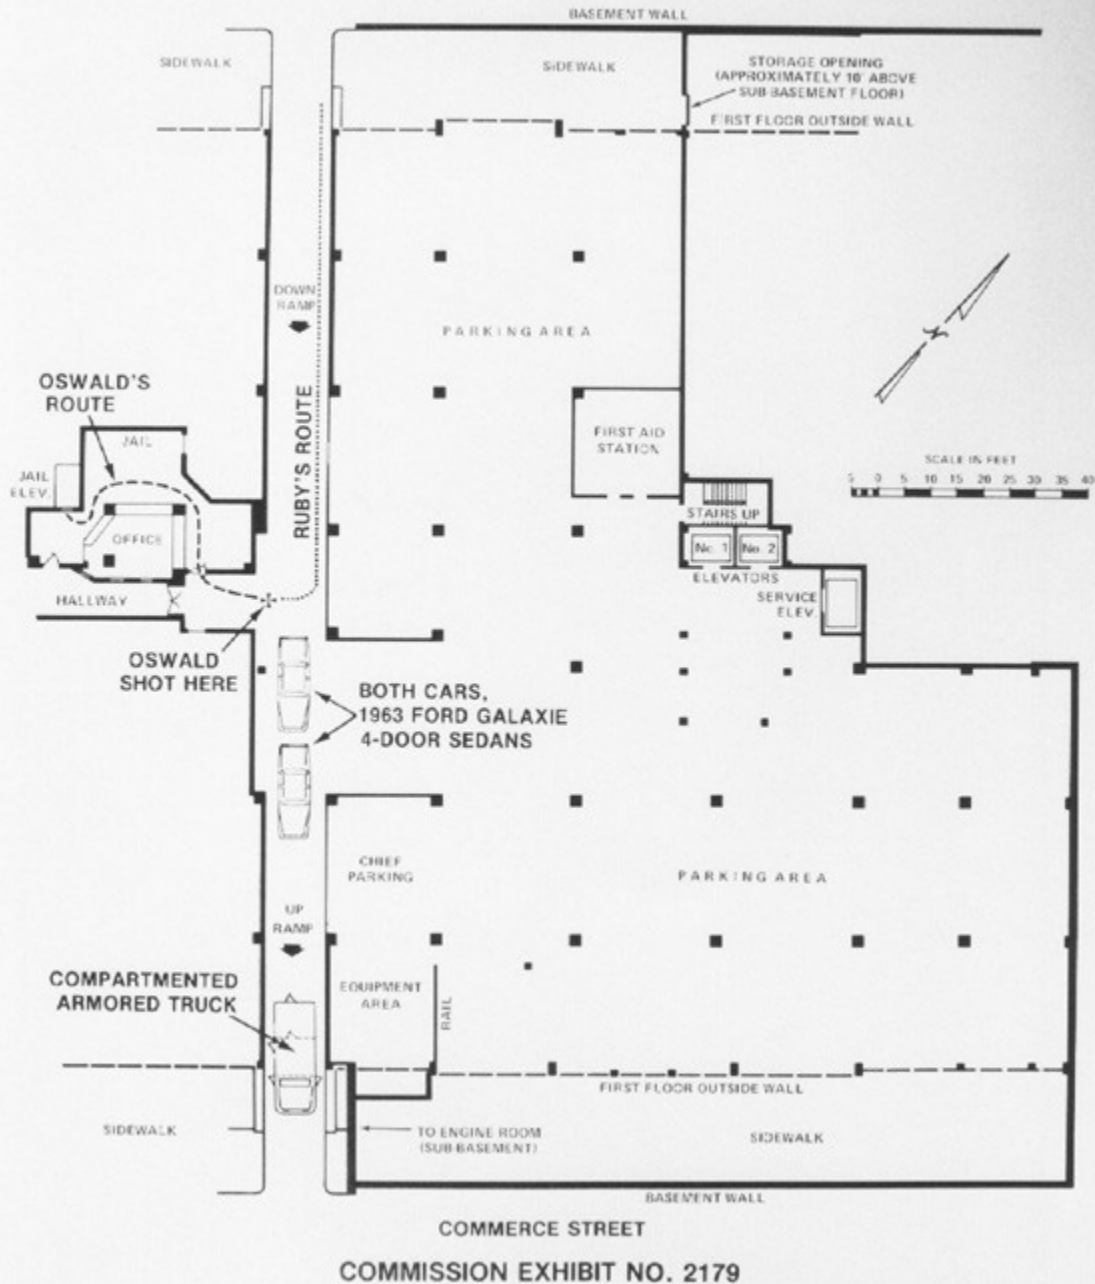 BASEMENT WALL
SIDEWALK
SIDEWALK
STORAGE OPENING
(APPROXIMATELY 10' ABOVE
SUB-BASEMENT FLOOR)
FIRST FLOOR OUTSIDE WALL
DOWN
RAMP
PARKING AREA
N
OSWALD'S
ROUTE
RUBY'S ROUTE
JAIL
JAIL
ELEV.
OFFICE
HALLWAY
FIRST AID
STATION
SCALE IN FEET
5 0 5 10 15 20 25 30 35 40
STAIRS UP
No. 1
No. 2
ELEVATORS
SERVICE
ELEV.
OSWALD
SHOT HERE
BOTH CARS,
1963 FORD GALAXIE
4-DOOR SEDANS
CHIEF
PARKING
PARKING AREA
UP
RAMP
COMPARTMENTED
ARMORED TRUCK
EQUIPMENT
AREA
RAIL
FIRST FLOOR OUTSIDE WALL
SIDEWALK
TO ENGINE ROOM
(SUB-BASEMENT)
SIDEWALK
BASEMENT WALL
COMMERCE STREET
COMMISSION EXHIBIT NO. 2179